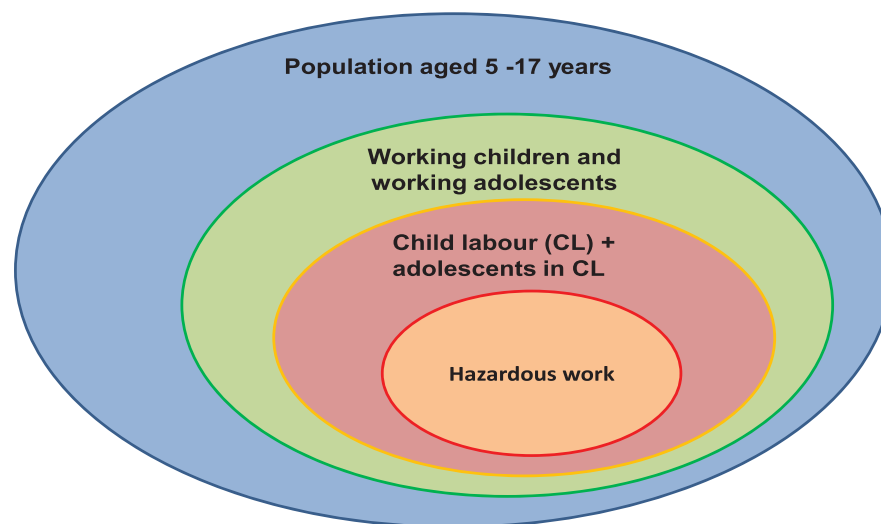 Population aged 5 -17 years
Working children and
working adolescents
Child labour (CL) +
adolescents in CL
Hazardous work